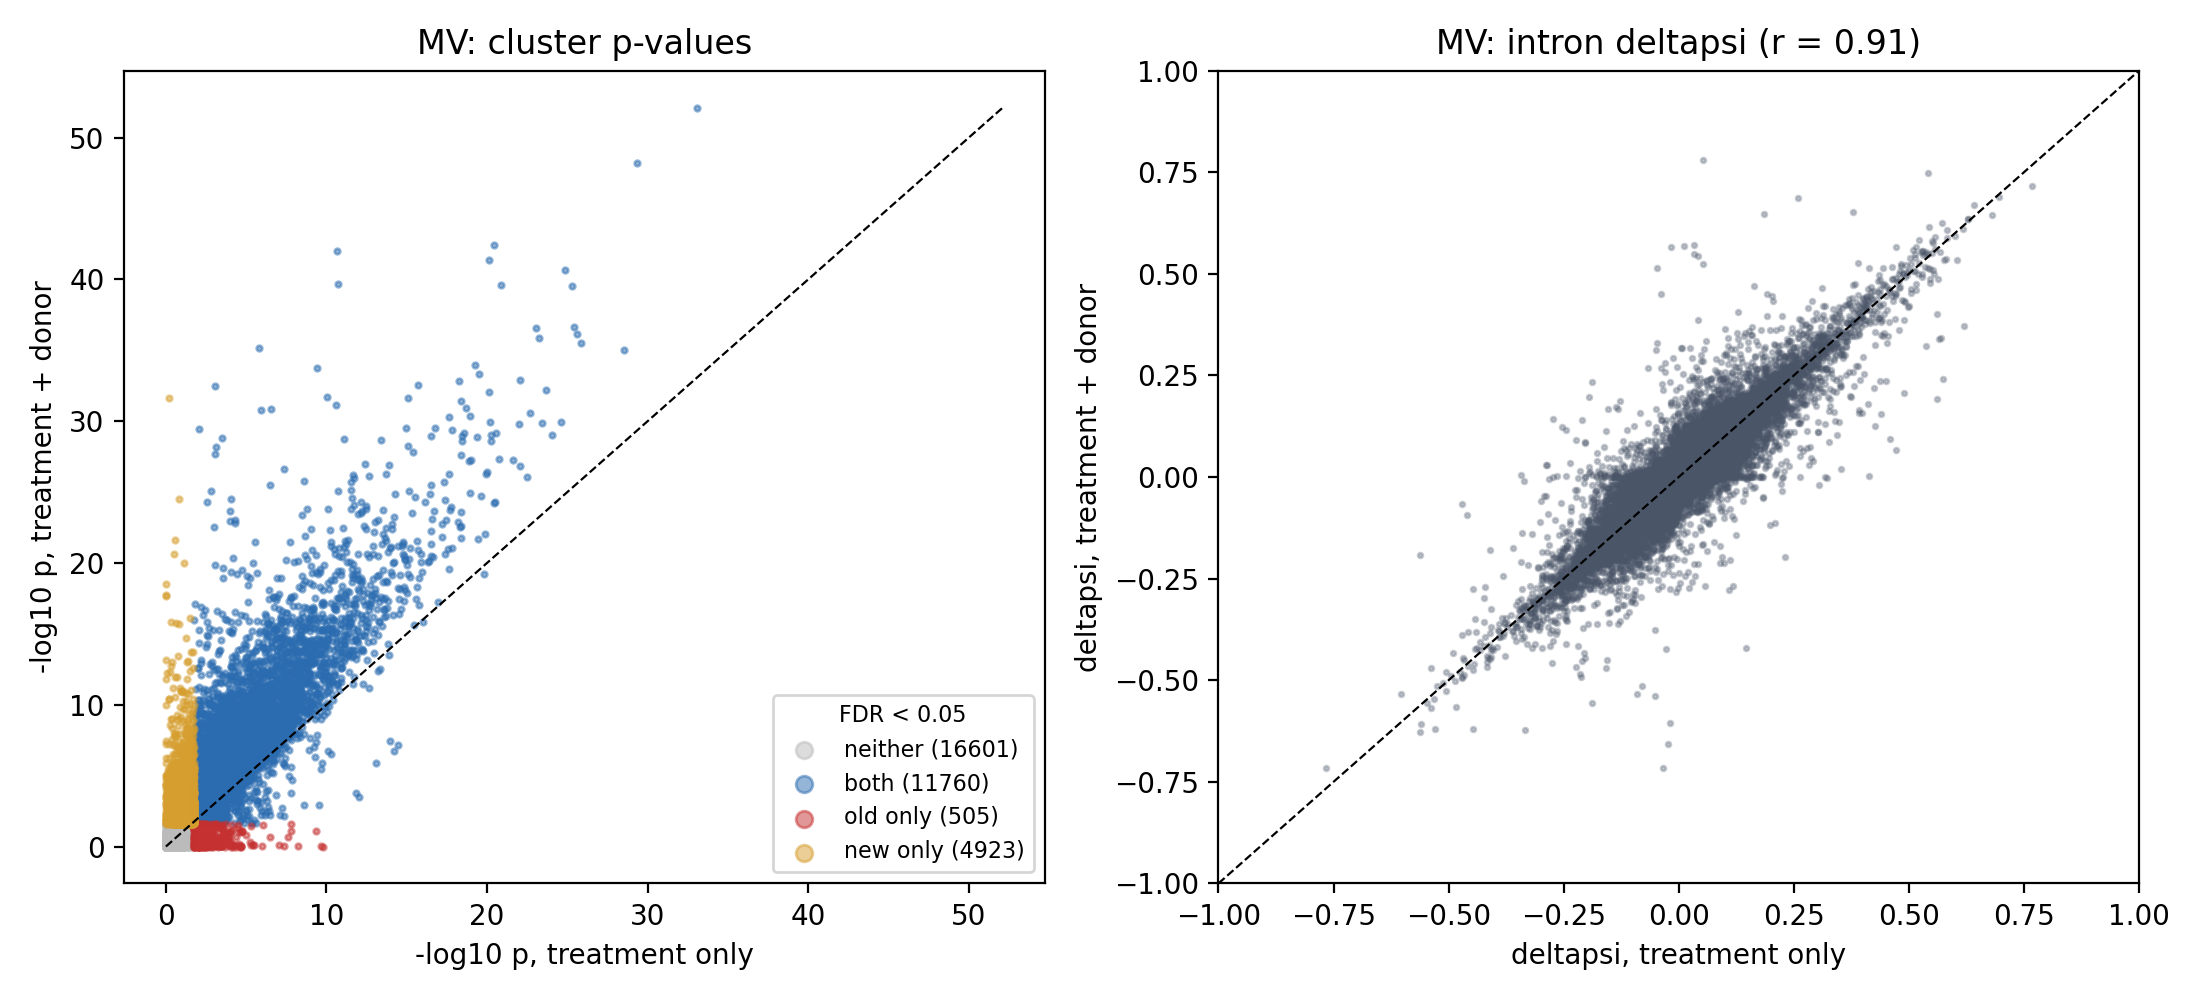 MV: cluster p-values
-log10 p, treatment + donor
50
40
30
20
10
0
0 10 20 30 40 50
-log10 p, treatment only
FDR < 0.05
neither (16601)
both (11760)
old only (505)
new only (4923)
MV: intron deltapsi (r = 0.91)
deltapsi, treatment + donor
1.00
0.75
0.50
0.25
0.00
−0.25
−0.50
−0.75
−1.00
−1.00 −0.75 −0.50 −0.25 0.00 0.25 0.50 0.75 1.00
deltapsi, treatment only